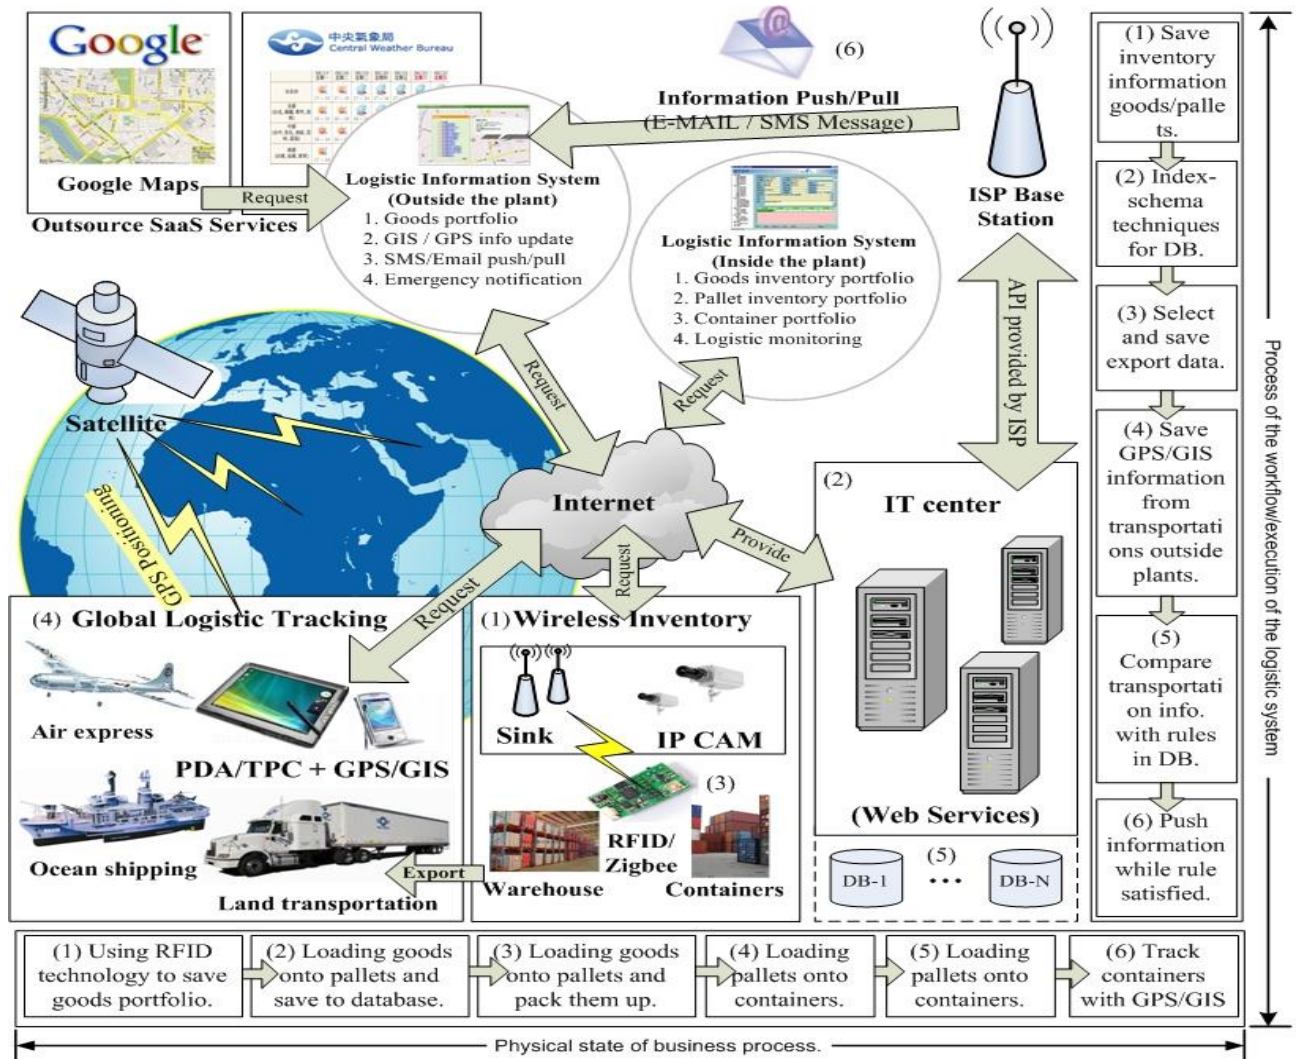 Google™
Google Maps
Outsource SaaS Services
中央氣象局
Central Weather Bureau
Request
Logistic Information System
(Outside the plant)
1. Goods portfolio
2. GIS / GPS info update
3. SMS/Email push/pull
4. Emergency notification
(6)
Information Push/Pull
(E-MAIL / SMS Message)
ISP Base
Station
Logistic Information System
(Inside the plant)
1. Goods inventory portfolio
2. Pallet inventory portfolio
3. Container portfolio
4. Logistic monitoring
API provided by ISP
Satellite
GPS Positioning
Request
Request
Internet
Request
Request
Provide
(4) Global Logistic Tracking
Air express
PDA/TPC + GPS/GIS
Ocean shipping
Land transportation
Export
(1) Wireless Inventory
Sink
IP CAM
(3)
RFID/
Zigbee
Warehouse
Containers
(2)
IT center
(Web Services)
(5)
DB-1
...
DB-N
(1) Save
inventory
information
goods/palle
ts.
(2) Index-
schema
techniques
for DB.
(3) Select
and save
export data.
(4) Save
GPS/GIS
information
from
transportati
ons outside
plants.
(5)
Compare
transportati
on info.
with rules
in DB.
(6) Push
information
while rule
satisfied.
Process of the workflow/execution of the logistic system
(1) Using RFID
technology to save
goods portfolio.
(2) Loading goods
onto pallets and
save to database.
(3) Loading goods
onto pallets and
pack them up.
(4) Loading
pallets onto
containers.
(5) Loading
pallets onto
containers.
(6) Track
containers
with GPS/GIS
Physical state of business process.